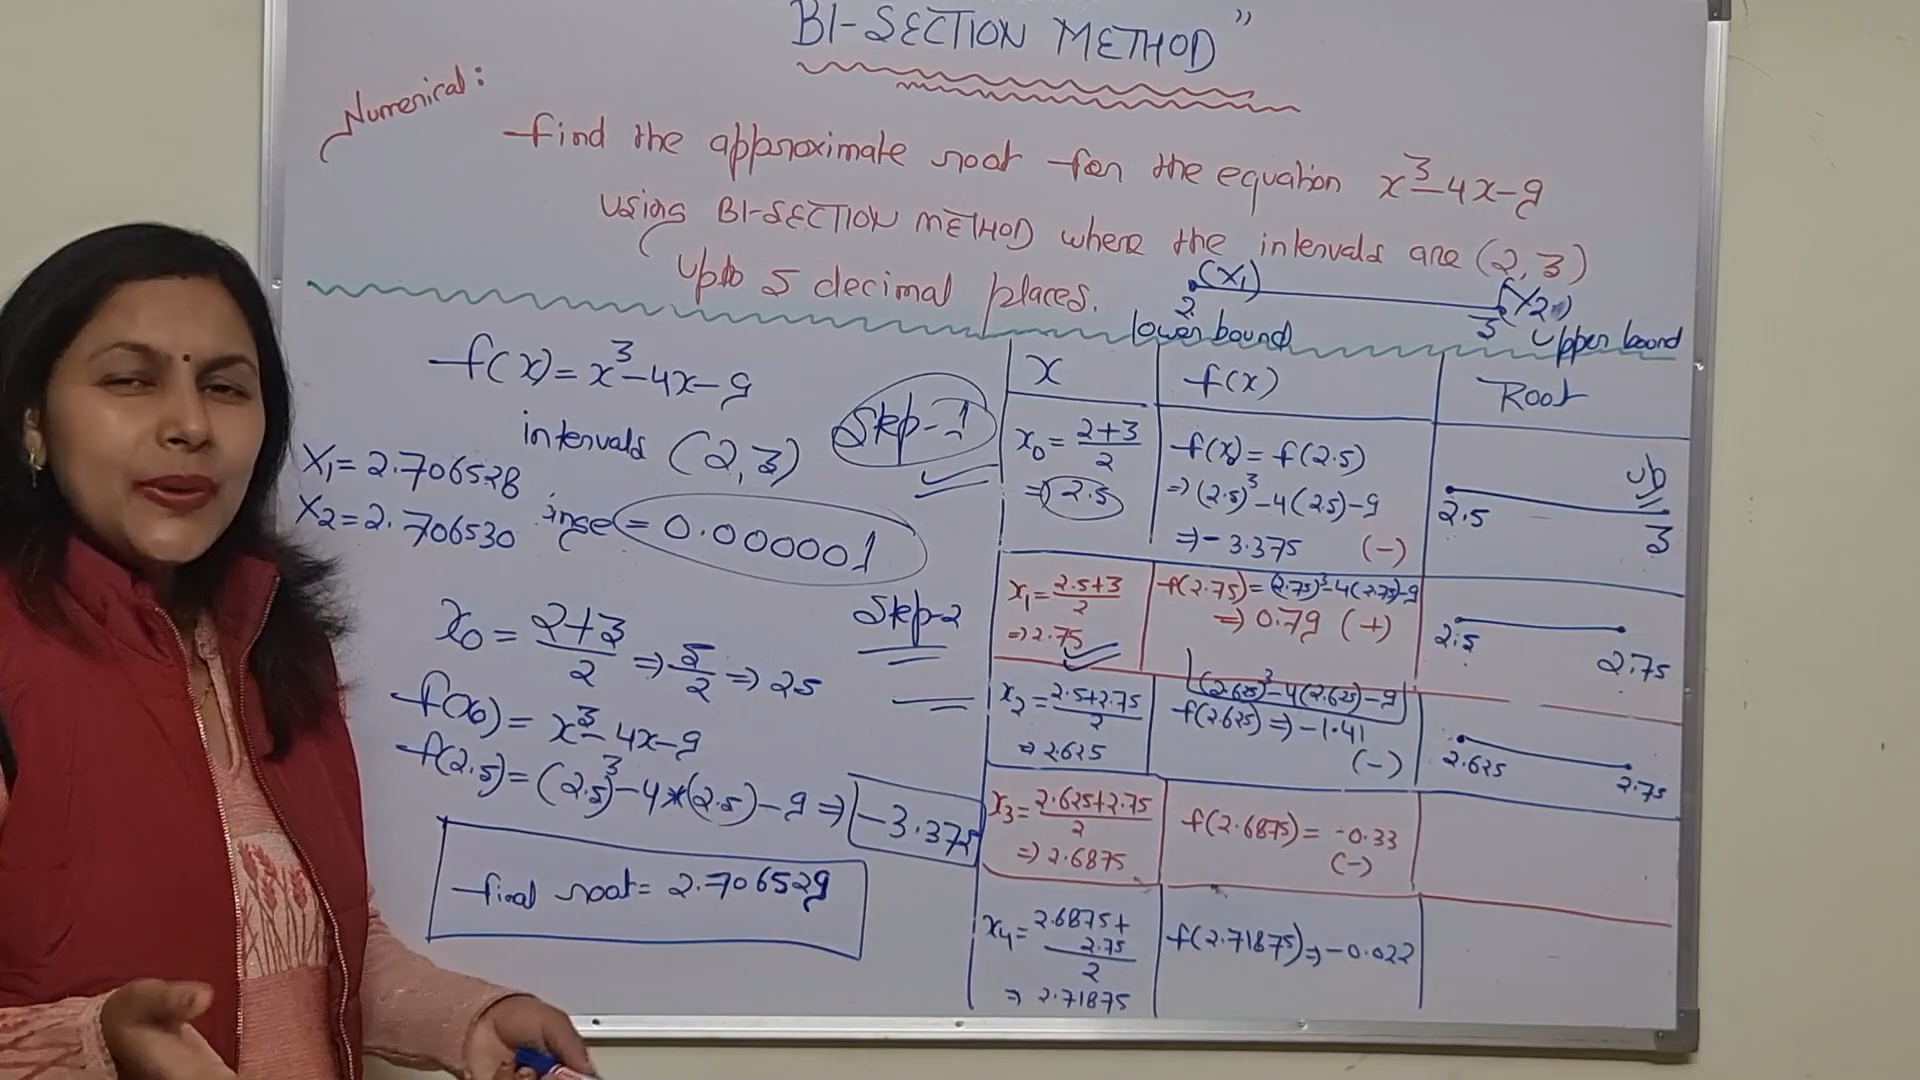 BI-SECTION METHOD"
Numerical:
find the approximate root for the equation x³-4x-9
using BI-SECTION METHOD where the intervals are (2,3)
upto 5 decimal places.
(x₁) (x₂)
2 3
lower bound Upper bound
f(x) = x³-4x-9
intervals (2,3)
Step-1
X₁= 2.706528
X₂= 2.706530
= 0.000001
x₀ = 2+3/2 ⇒ 5/2 ⇒ 25
Step-2
f(x₀) = x³-4x-9
f(2.5) = (2.5)³-4*(2.5)-9 ⇒ -3.375
final root = 2.706529
x f(x) Root
x₀ = 2+3/2 f(x) = f(2.5)
⇒ 2.5 ⇒ (2.5)³-4(25)-9 2.5 ub 3
⇒ -3.375 (-)
x₁= 2.5+3/2 f(2.75) = (2.75)³-4(2.75)-9
⇒ 2.75 ⇒ 0.79 (+) 2.5 2.75
x₂= 2.5+2.75/2 (2.625)³-4(2.625)-9
⇒ 2.625 f(2.625) ⇒ -1.41 2.625 2.75
(-)
x₃= 2.625+2.75/2 f(2.6875) = -0.33
⇒ 2.6875 (-)
x₄= 2.6875+2.75/2 f(2.71875) ⇒ -0.022
⇒ 2.71875